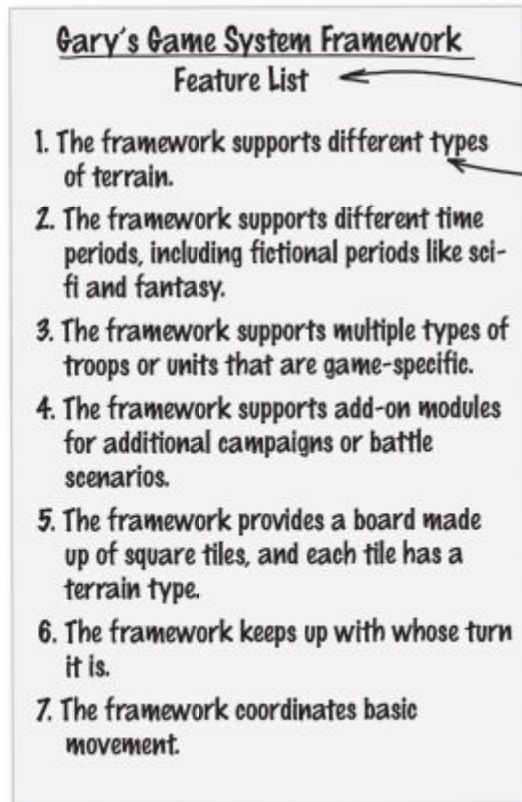 Gary's Game System Framework
Feature List
1. The framework supports different types
of terrain.
2. The framework supports different time
periods, including fictional periods like sci-
fi and fantasy.
3. The framework supports multiple types of
troops or units that are game-specific.
4. The framework supports add-on modules
for additional campaigns or battle
scenarios.
5. The framework provides a board made
up of square tiles, and each tile has a
terrain type.
6. The framework keeps up with whose turn
it is.
7. The framework coordinates basic
movement.